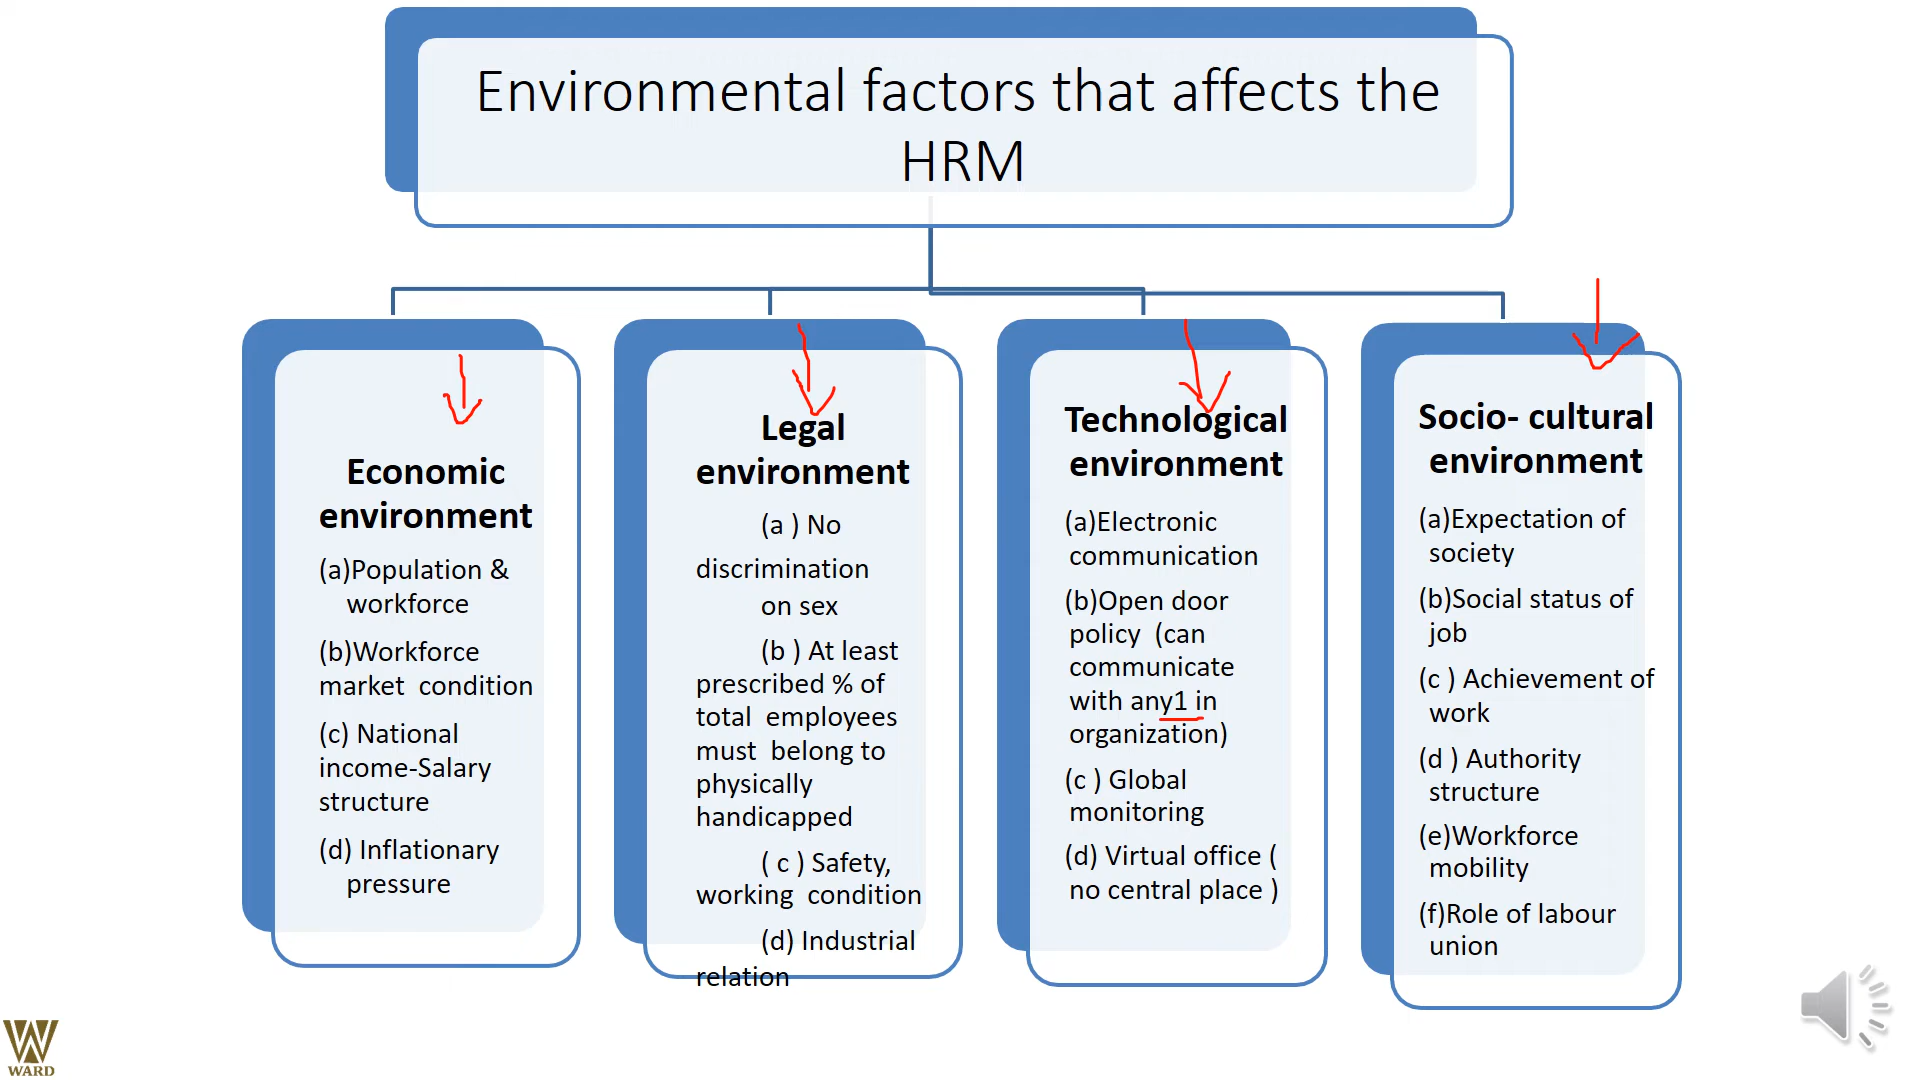 Environmental factors that affects the
HRM
Economic
environment
(a)Population &
workforce
(b)Workforce
market condition
(c) National
income-Salary
structure
(d) Inflationary
pressure
Legal
environment
(a ) No
discrimination
on sex
(b ) At least
prescribed % of
total employees
must belong to
physically
handicapped
( c ) Safety,
working condition
(d) Industrial
relation
Technological
environment
(a)Electronic
communication
(b)Open door
policy (can
communicate
with any1 in
organization)
(c ) Global
monitoring
(d) Virtual office (
no central place )
Socio- cultural
environment
(a)Expectation of
society
(b)Social status of
job
(c ) Achievement of
work
(d ) Authority
structure
(e)Workforce
mobility
(f)Role of labour
union
WARD